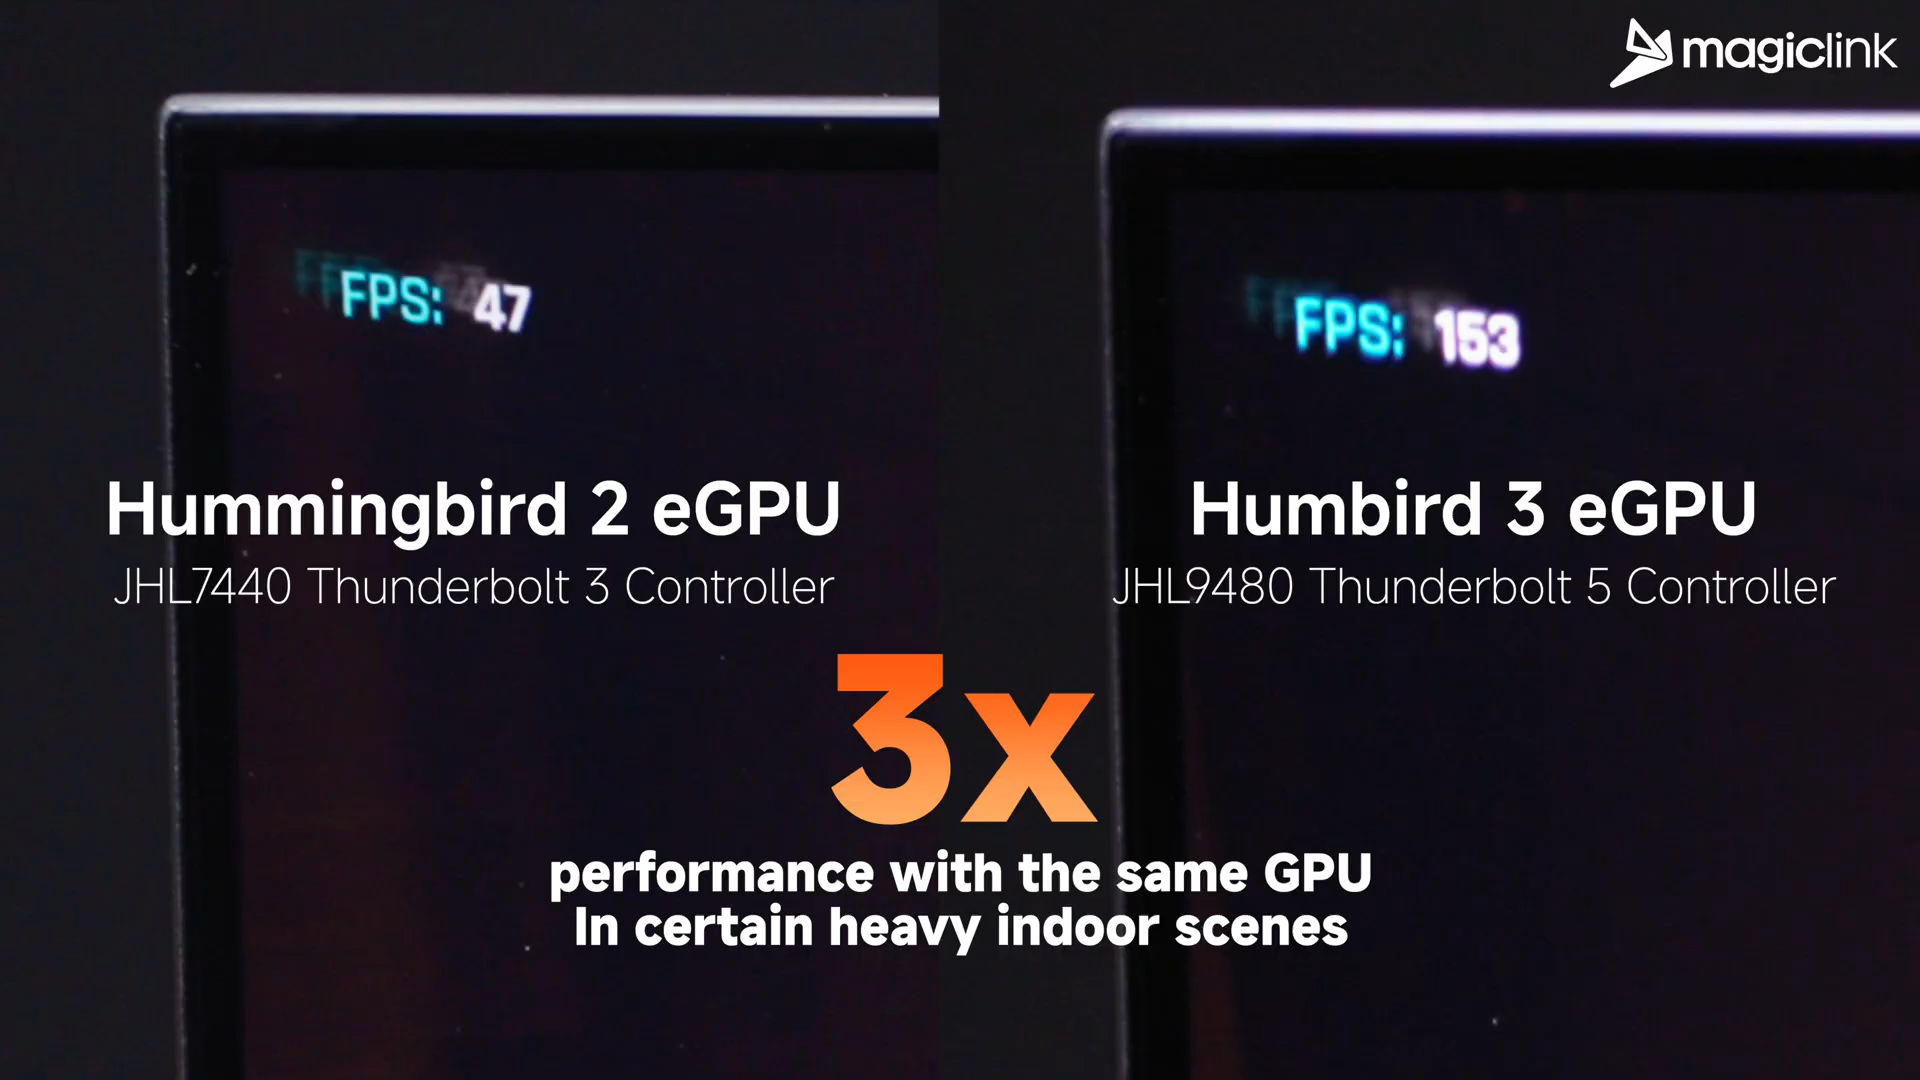 magiclink
FPS: 47
FPS: 153
Hummingbird 2 eGPU
JHL7440 Thunderbolt 3 Controller
Humbird 3 eGPU
JHL9480 Thunderbolt 5 Controller
3x
performance with the same GPU
In certain heavy indoor scenes